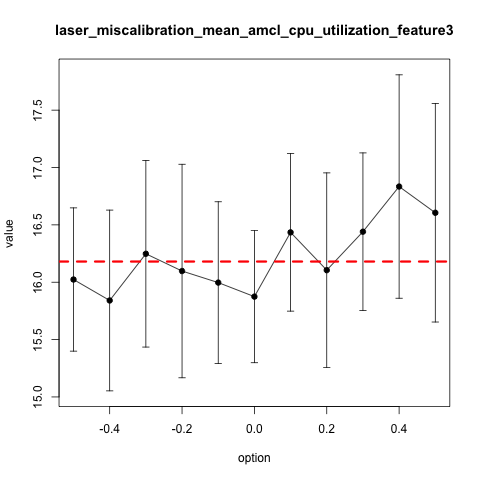 laser_miscalibration_mean_amcl_cpu_utilization_feature3
value
17.5
17.0
16.5
16.0
15.5
15.0
-0.4 -0.2 0.0 0.2 0.4
option